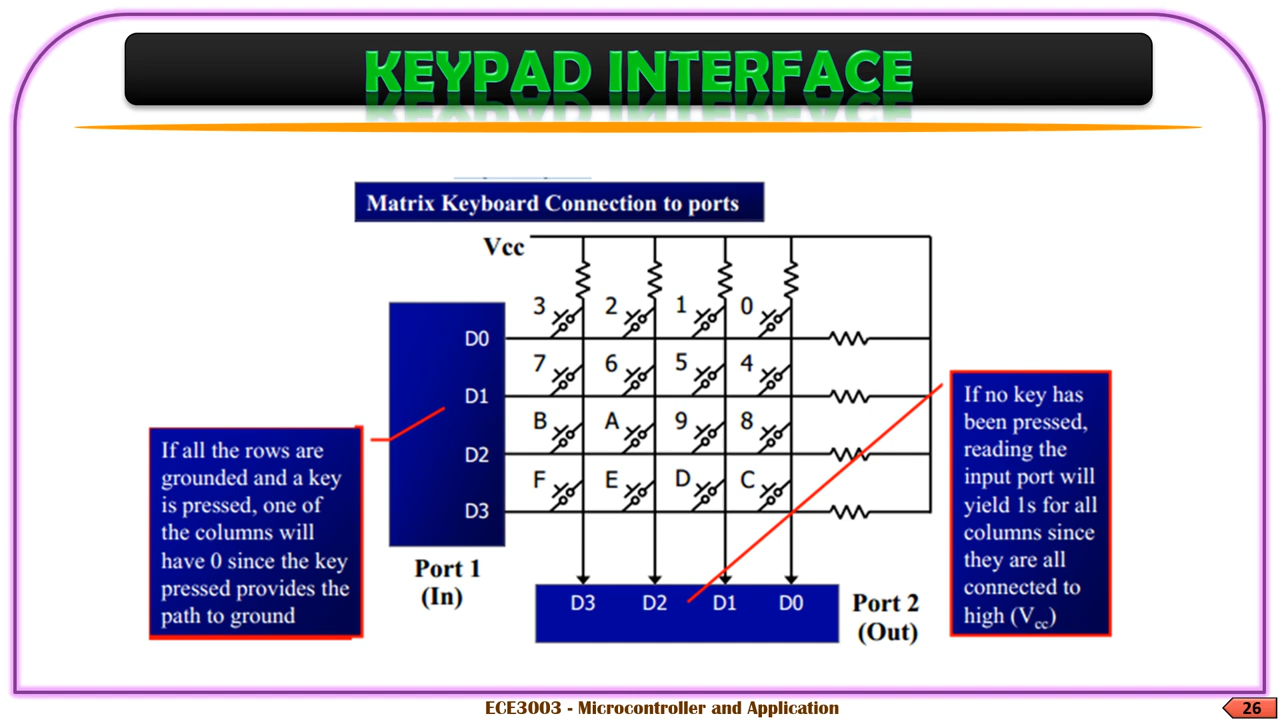 KEYPAD INTERFACE
Matrix Keyboard Connection to ports
Vcc
3 2 1 0
D0
7 6 5 4
D1
B A 9 8
D2
F E D C
D3
Port 1
(In)
D3 D2 D1 D0
Port 2
(Out)
If all the rows are
grounded and a key
is pressed, one of
the columns will
have 0 since the key
pressed provides the
path to ground
If no key has
been pressed,
reading the
input port will
yield 1s for all
columns since
they are all
connected to
high (Vcc)
ECE3003 - Microcontroller and Application
26